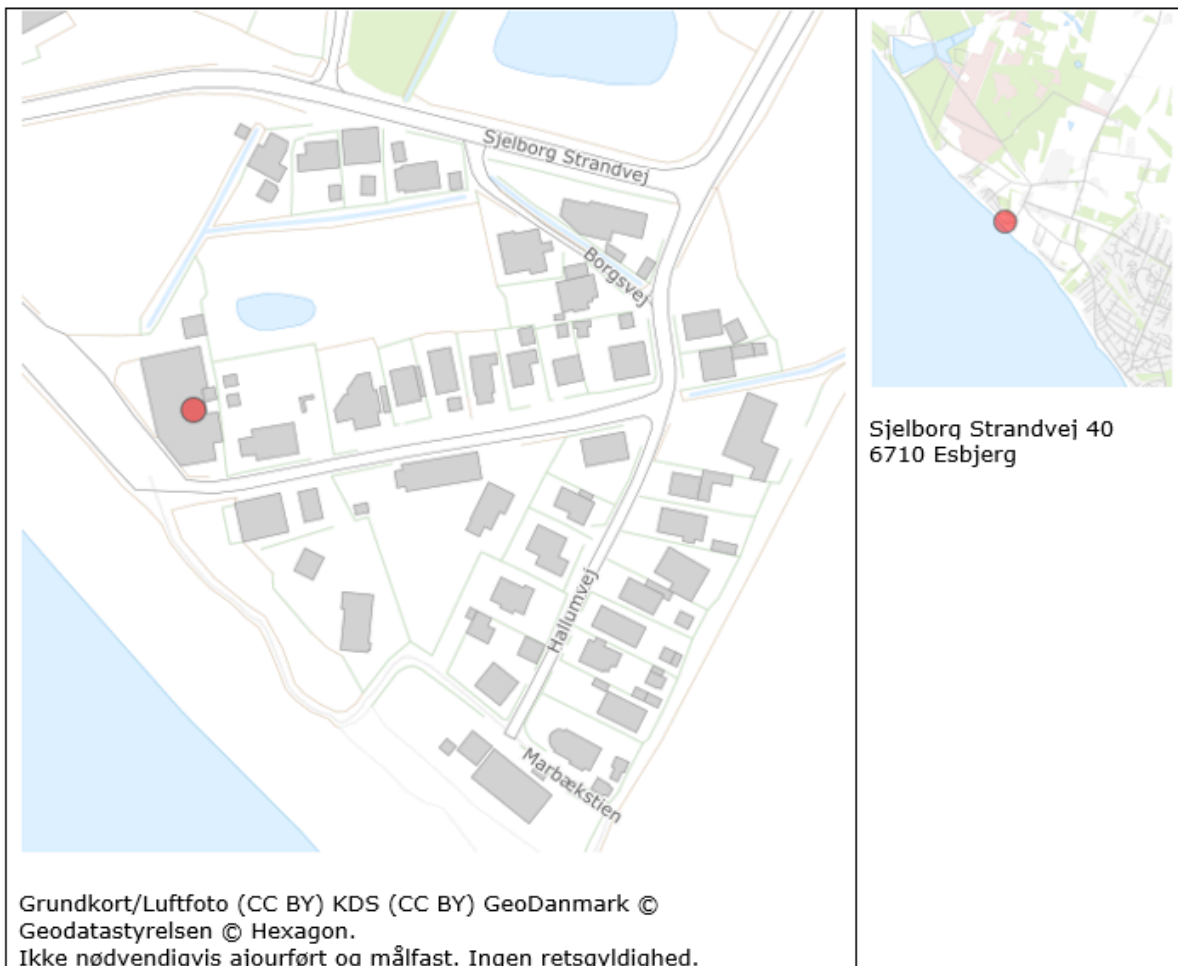 Sjelborg Strandvej
Borgsvej
Hallumvej
Marbækstien
Sjelborg Strandvej 40
6710 Esbjerg
Grundkort/Luftfoto (CC BY) KDS (CC BY) GeoDanmark ©
Geodatastyrelsen © Hexagon.
Ikke nødvendigvis ajourført og målfast. Ingen retsgyldighed.